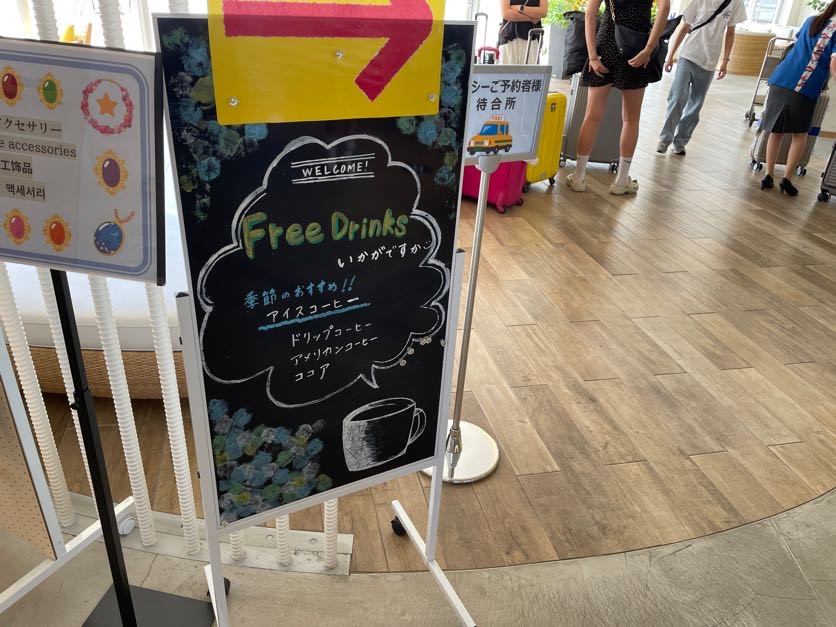 クセサリー
accessories
工饰品
액세서리
WELCOME!
Free Drinks
いかがですか
季節のおすすめ!!
アイスコーヒー
ドリップコーヒー
アメリカンコーヒー
ココア
シーご予約者様
待合所
TAXI